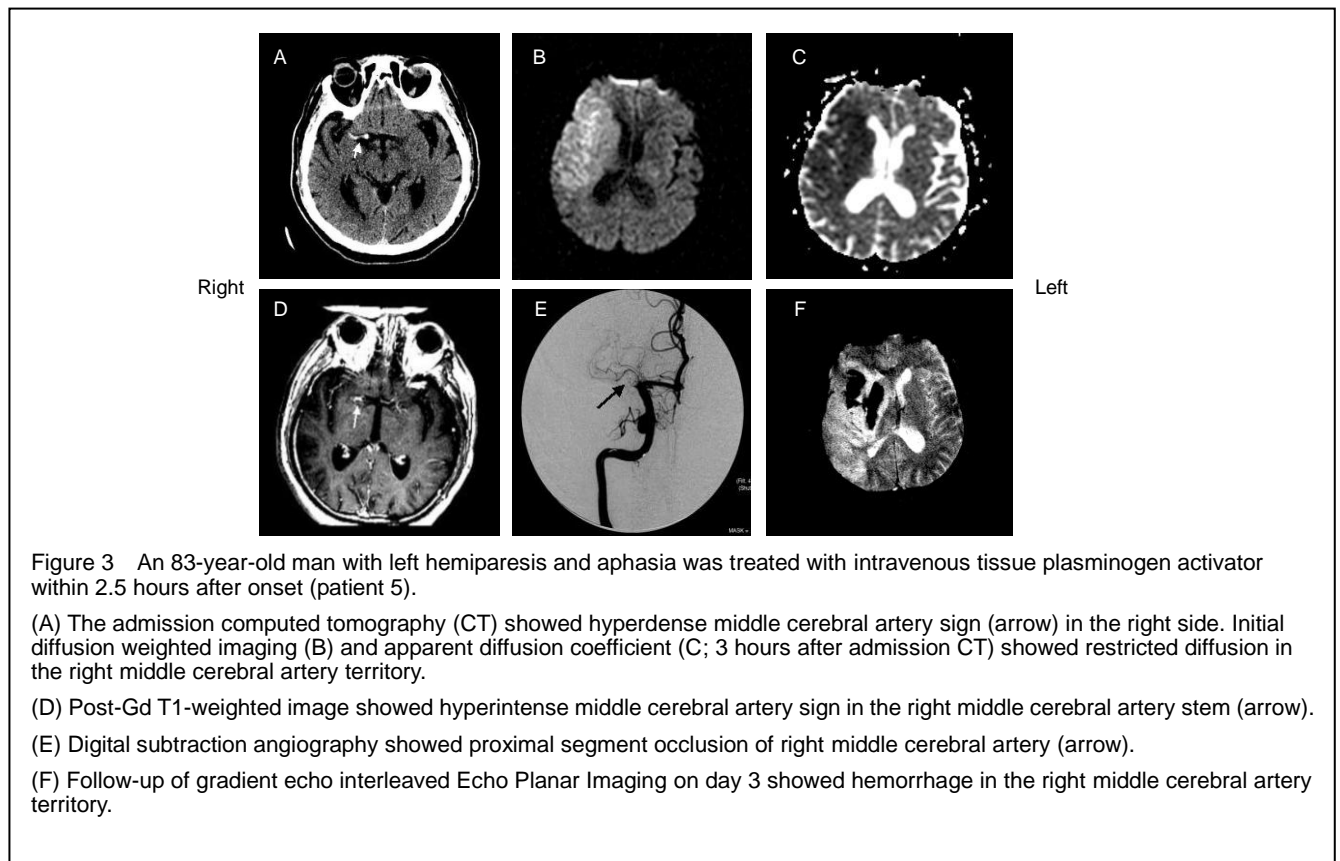 A
B
C
Right
Left
D
E
F
(Filt. 4
(Shut
MASK =
Figure 3 An 83-year-old man with left hemiparesis and aphasia was treated with intravenous tissue plasminogen activator
within 2.5 hours after onset (patient 5).
(A) The admission computed tomography (CT) showed hyperdense middle cerebral artery sign (arrow) in the right side. Initial
diffusion weighted imaging (B) and apparent diffusion coefficient (C; 3 hours after admission CT) showed restricted diffusion in
the right middle cerebral artery territory.
(D) Post-Gd T1-weighted image showed hyperintense middle cerebral artery sign in the right middle cerebral artery stem (arrow).
(E) Digital subtraction angiography showed proximal segment occlusion of right middle cerebral artery (arrow).
(F) Follow-up of gradient echo interleaved Echo Planar Imaging on day 3 showed hemorrhage in the right middle cerebral artery
territory.